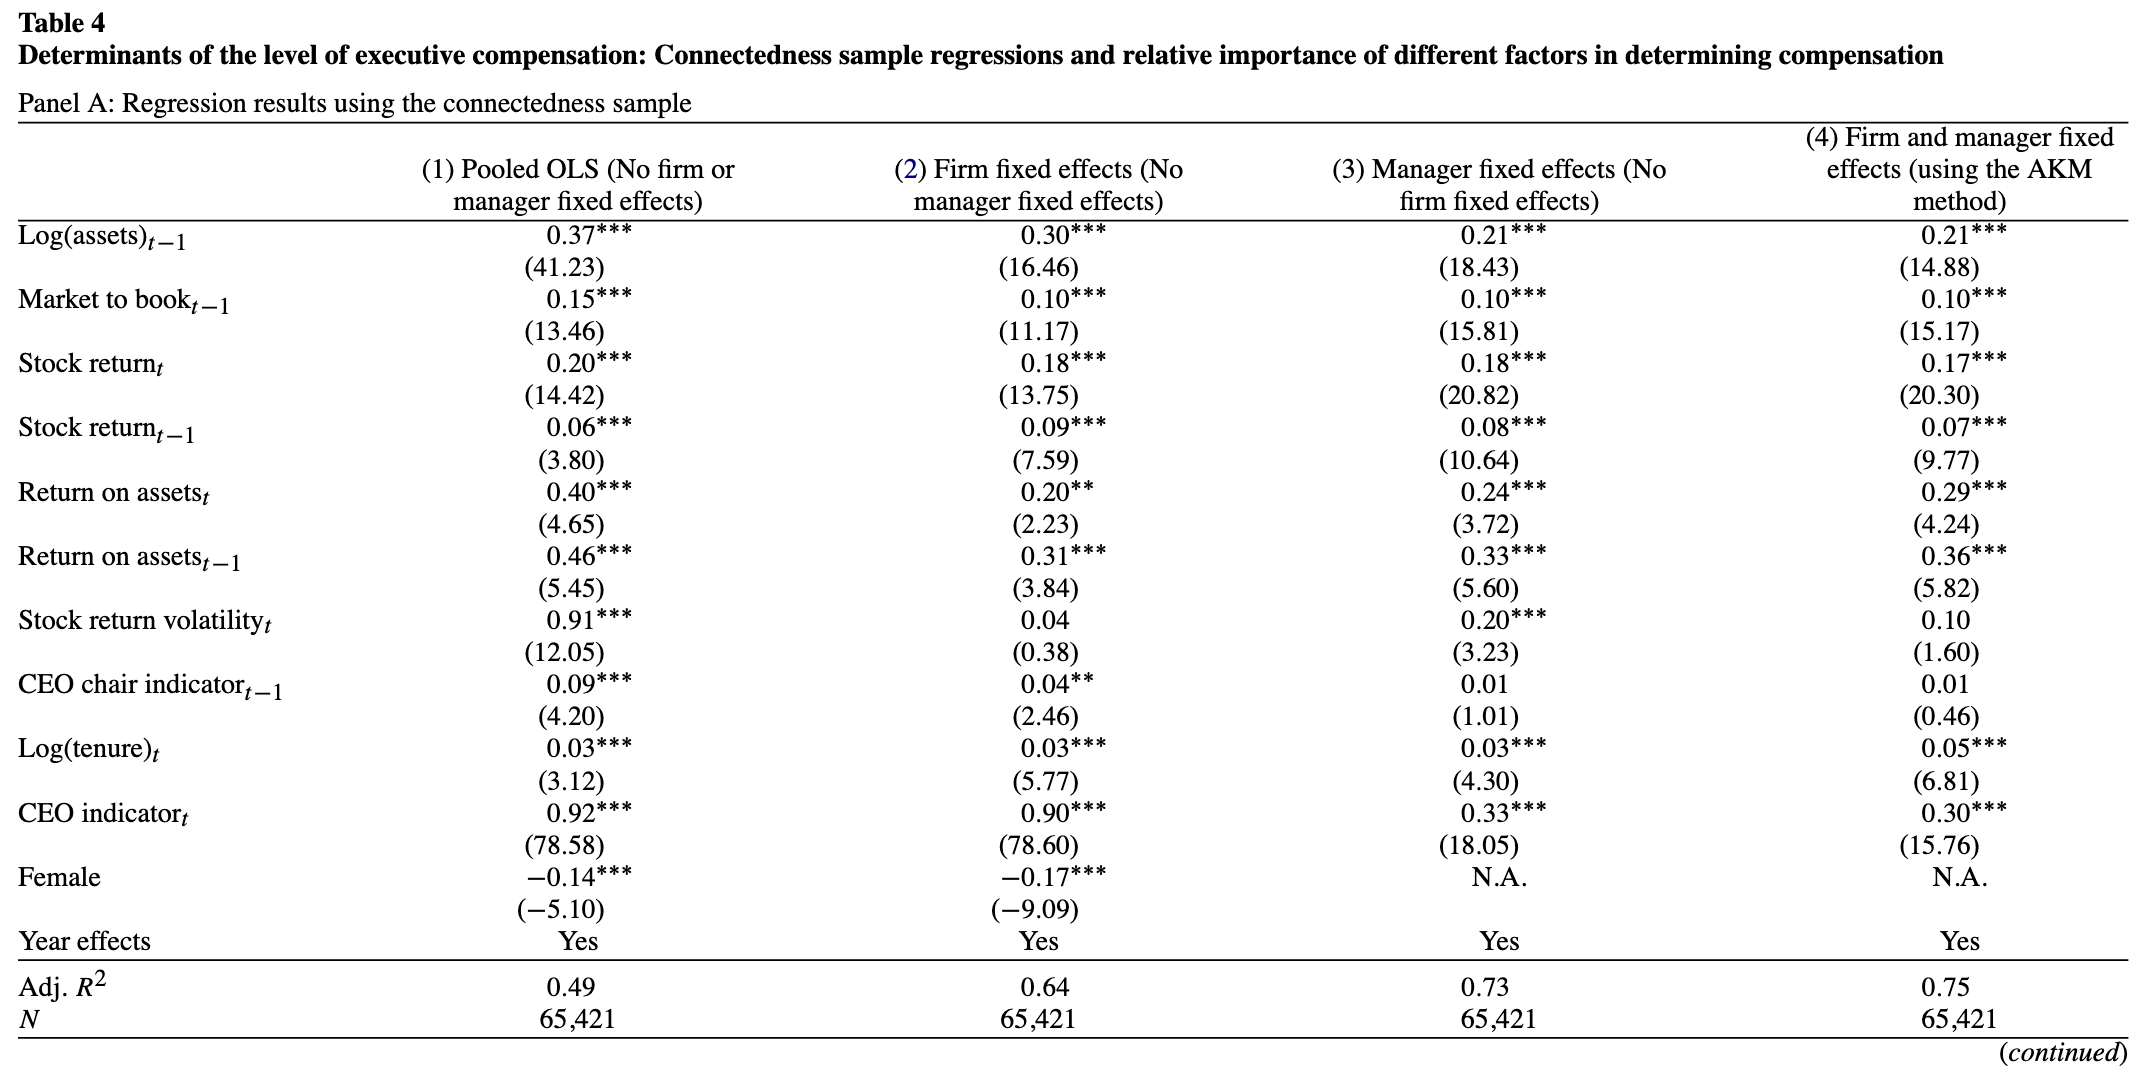 Table 4
Determinants of the level of executive compensation: Connectedness sample regressions and relative importance of different factors in determining compensation
Panel A: Regression results using the connectedness sample
(1) Pooled OLS (No firm or manager fixed effects) (2) Firm fixed effects (No manager fixed effects) (3) Manager fixed effects (No firm fixed effects) (4) Firm and manager fixed effects (using the AKM method)
Log(assets)t−1 0.37*** 0.30*** 0.21*** 0.21***
(41.23) (16.46) (18.43) (14.88)
Market to bookt−1 0.15*** 0.10*** 0.10*** 0.10***
(13.46) (11.17) (15.81) (15.17)
Stock returnt 0.20*** 0.18*** 0.18*** 0.17***
(14.42) (13.75) (20.82) (20.30)
Stock returnt−1 0.06*** 0.09*** 0.08*** 0.07***
(3.80) (7.59) (10.64) (9.77)
Return on assetst 0.40*** 0.20** 0.24*** 0.29***
(4.65) (2.23) (3.72) (4.24)
Return on assetst−1 0.46*** 0.31*** 0.33*** 0.36***
(5.45) (3.84) (5.60) (5.82)
Stock return volatilityt 0.91*** 0.04 0.20*** 0.10
(12.05) (0.38) (3.23) (1.60)
CEO chair indicatort−1 0.09*** 0.04** 0.01 0.01
(4.20) (2.46) (1.01) (0.46)
Log(tenure)t 0.03*** 0.03*** 0.03*** 0.05***
(3.12) (5.77) (4.30) (6.81)
CEO indicatort 0.92*** 0.90*** 0.33*** 0.30***
(78.58) (78.60) (18.05) (15.76)
Female −0.14*** −0.17*** N.A. N.A.
(−5.10) (−9.09)
Year effects Yes Yes Yes Yes
Adj. R2 0.49 0.64 0.73 0.75
N 65,421 65,421 65,421 65,421
(continued)